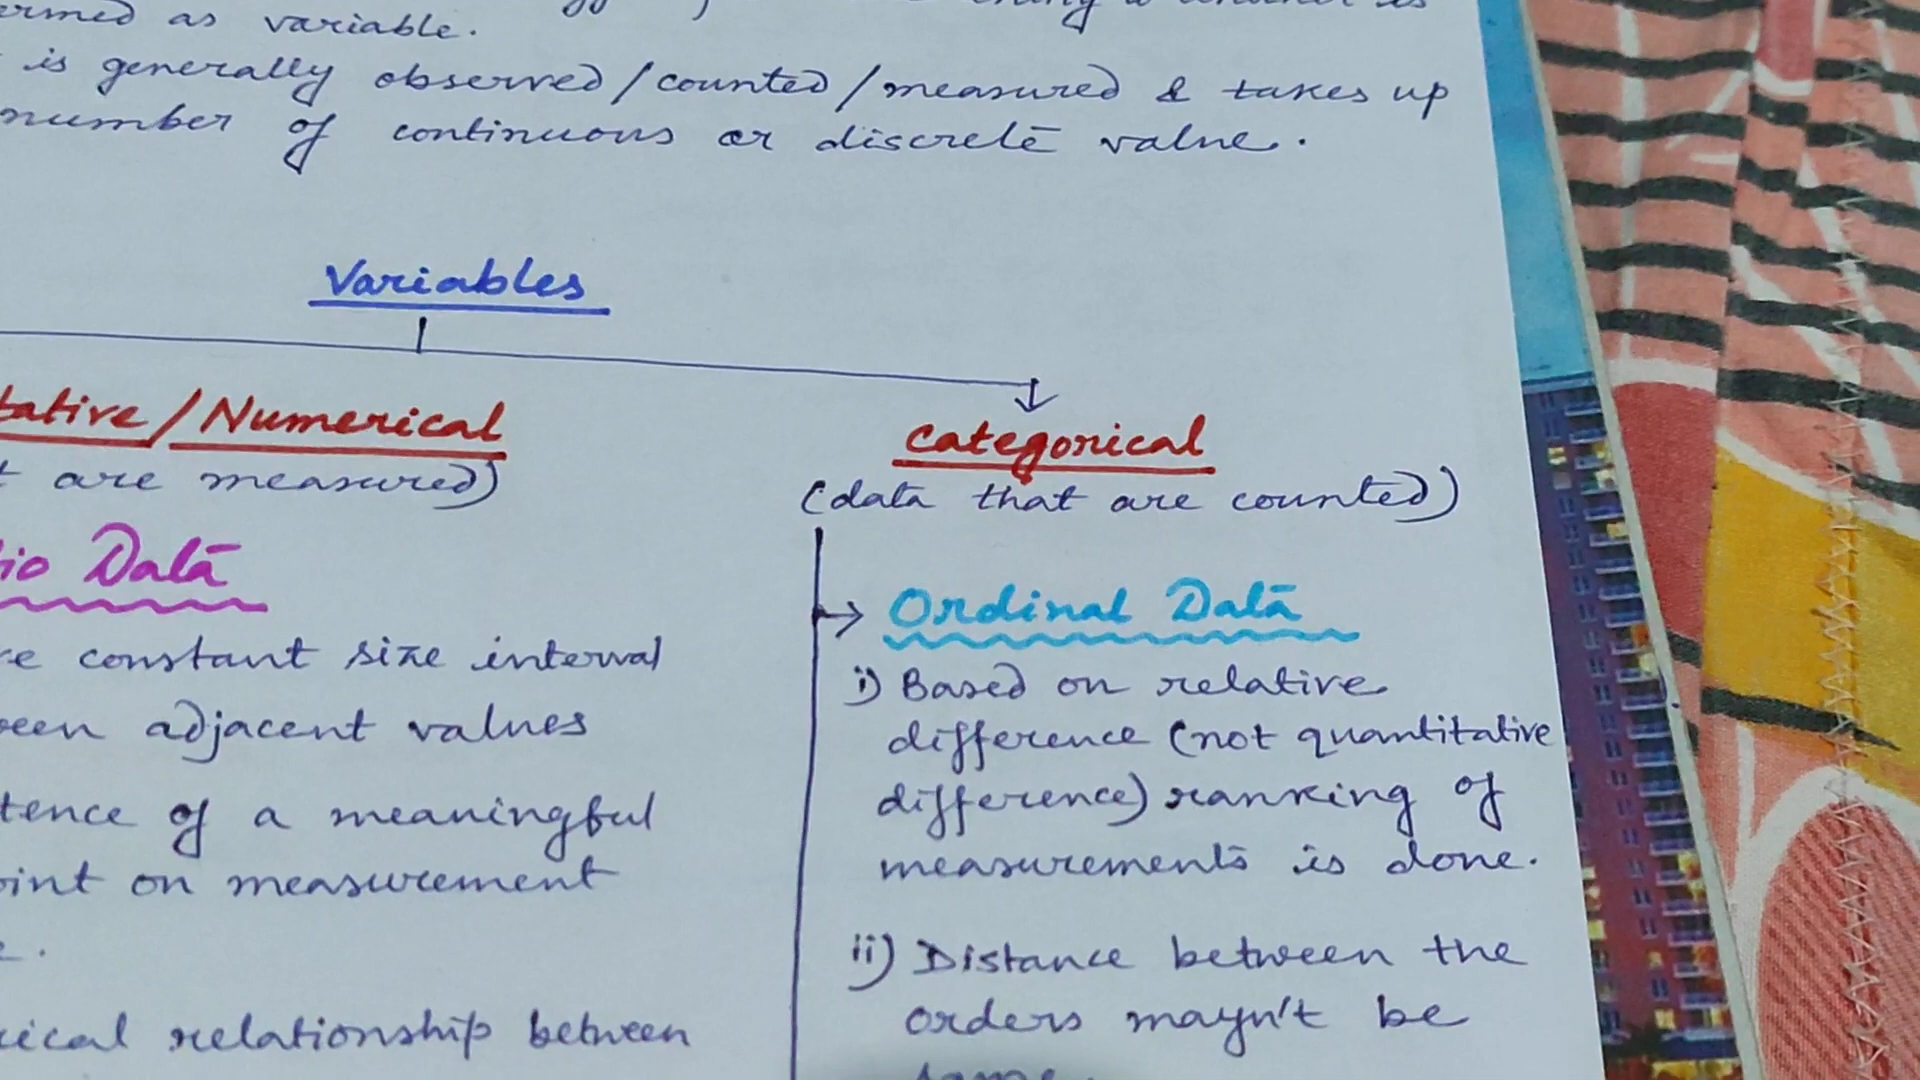 as variable.
is generally observed/counted/measured & takes up
number of continuous or discrete value.
Variables
tative/Numerical
are measured)
io Data
constant size interval
een adjacent values
tence of a meaningful
oint on measurement
ical relationship between
categorical
(data that are counted)
Ordinal Data
i) Based on relative
difference (not quantitative
difference) ranking of
measurements is done.
ii) Distance between the
orders mayn't be
same.